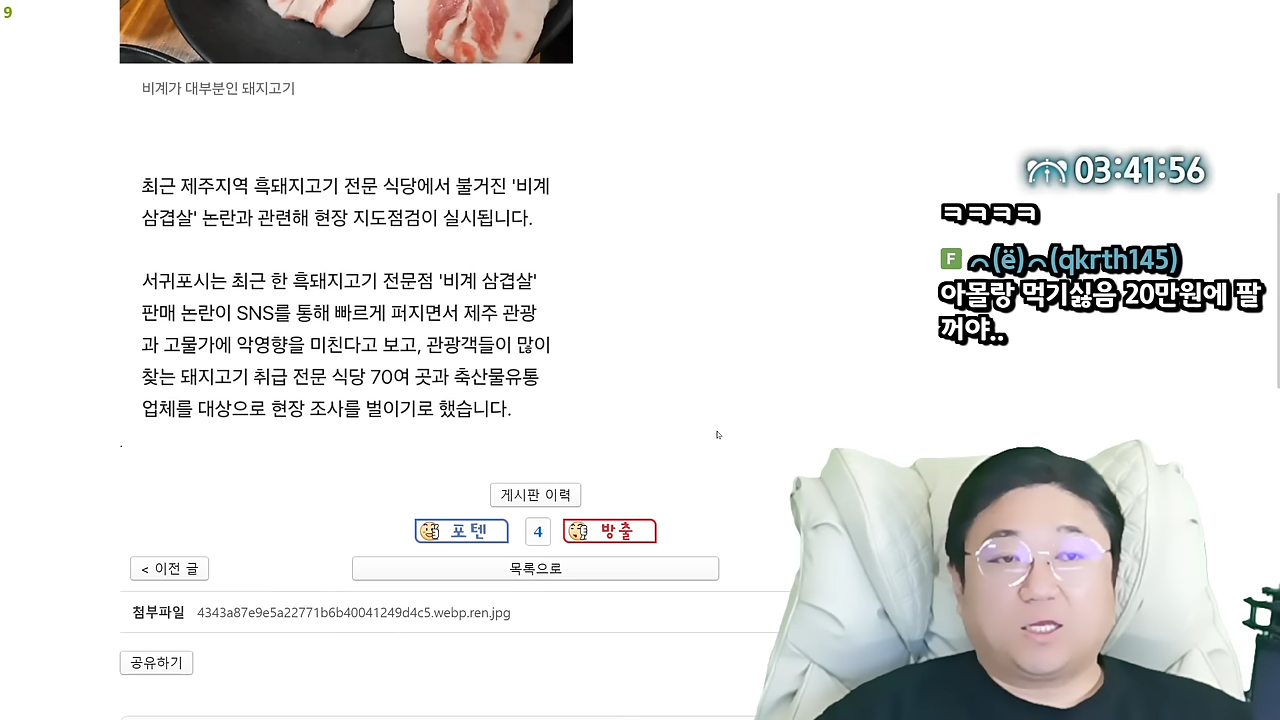 9
비계가 대부분인 돼지고기
최근 제주지역 흑돼지고기 전문 식당에서 불거진 '비계
삼겹살' 논란과 관련해 현장 지도점검이 실시됩니다.
서귀포시는 최근 한 흑돼지고기 전문점 '비계 삼겹살'
판매 논란이 SNS를 통해 빠르게 퍼지면서 제주 관광
과 고물가에 악영향을 미친다고 보고, 관광객들이 많이
찾는 돼지고기 취급 전문 식당 70여 곳과 축산물유통
업체를 대상으로 현장 조사를 벌이기로 했습니다.
.
게시판 이력
포텐 4 방출
< 이전 글 목록으로
첨부파일 4343a87e9e5a22771b6b40041249d4c5.webp.ren.jpg
공유하기
03:41:56
ㅋㅋㅋㅋ
F ᴖ(ë)ᴖ(qkrth145)
아몰랑 먹기싫음 20만원에 팔
꺼야..